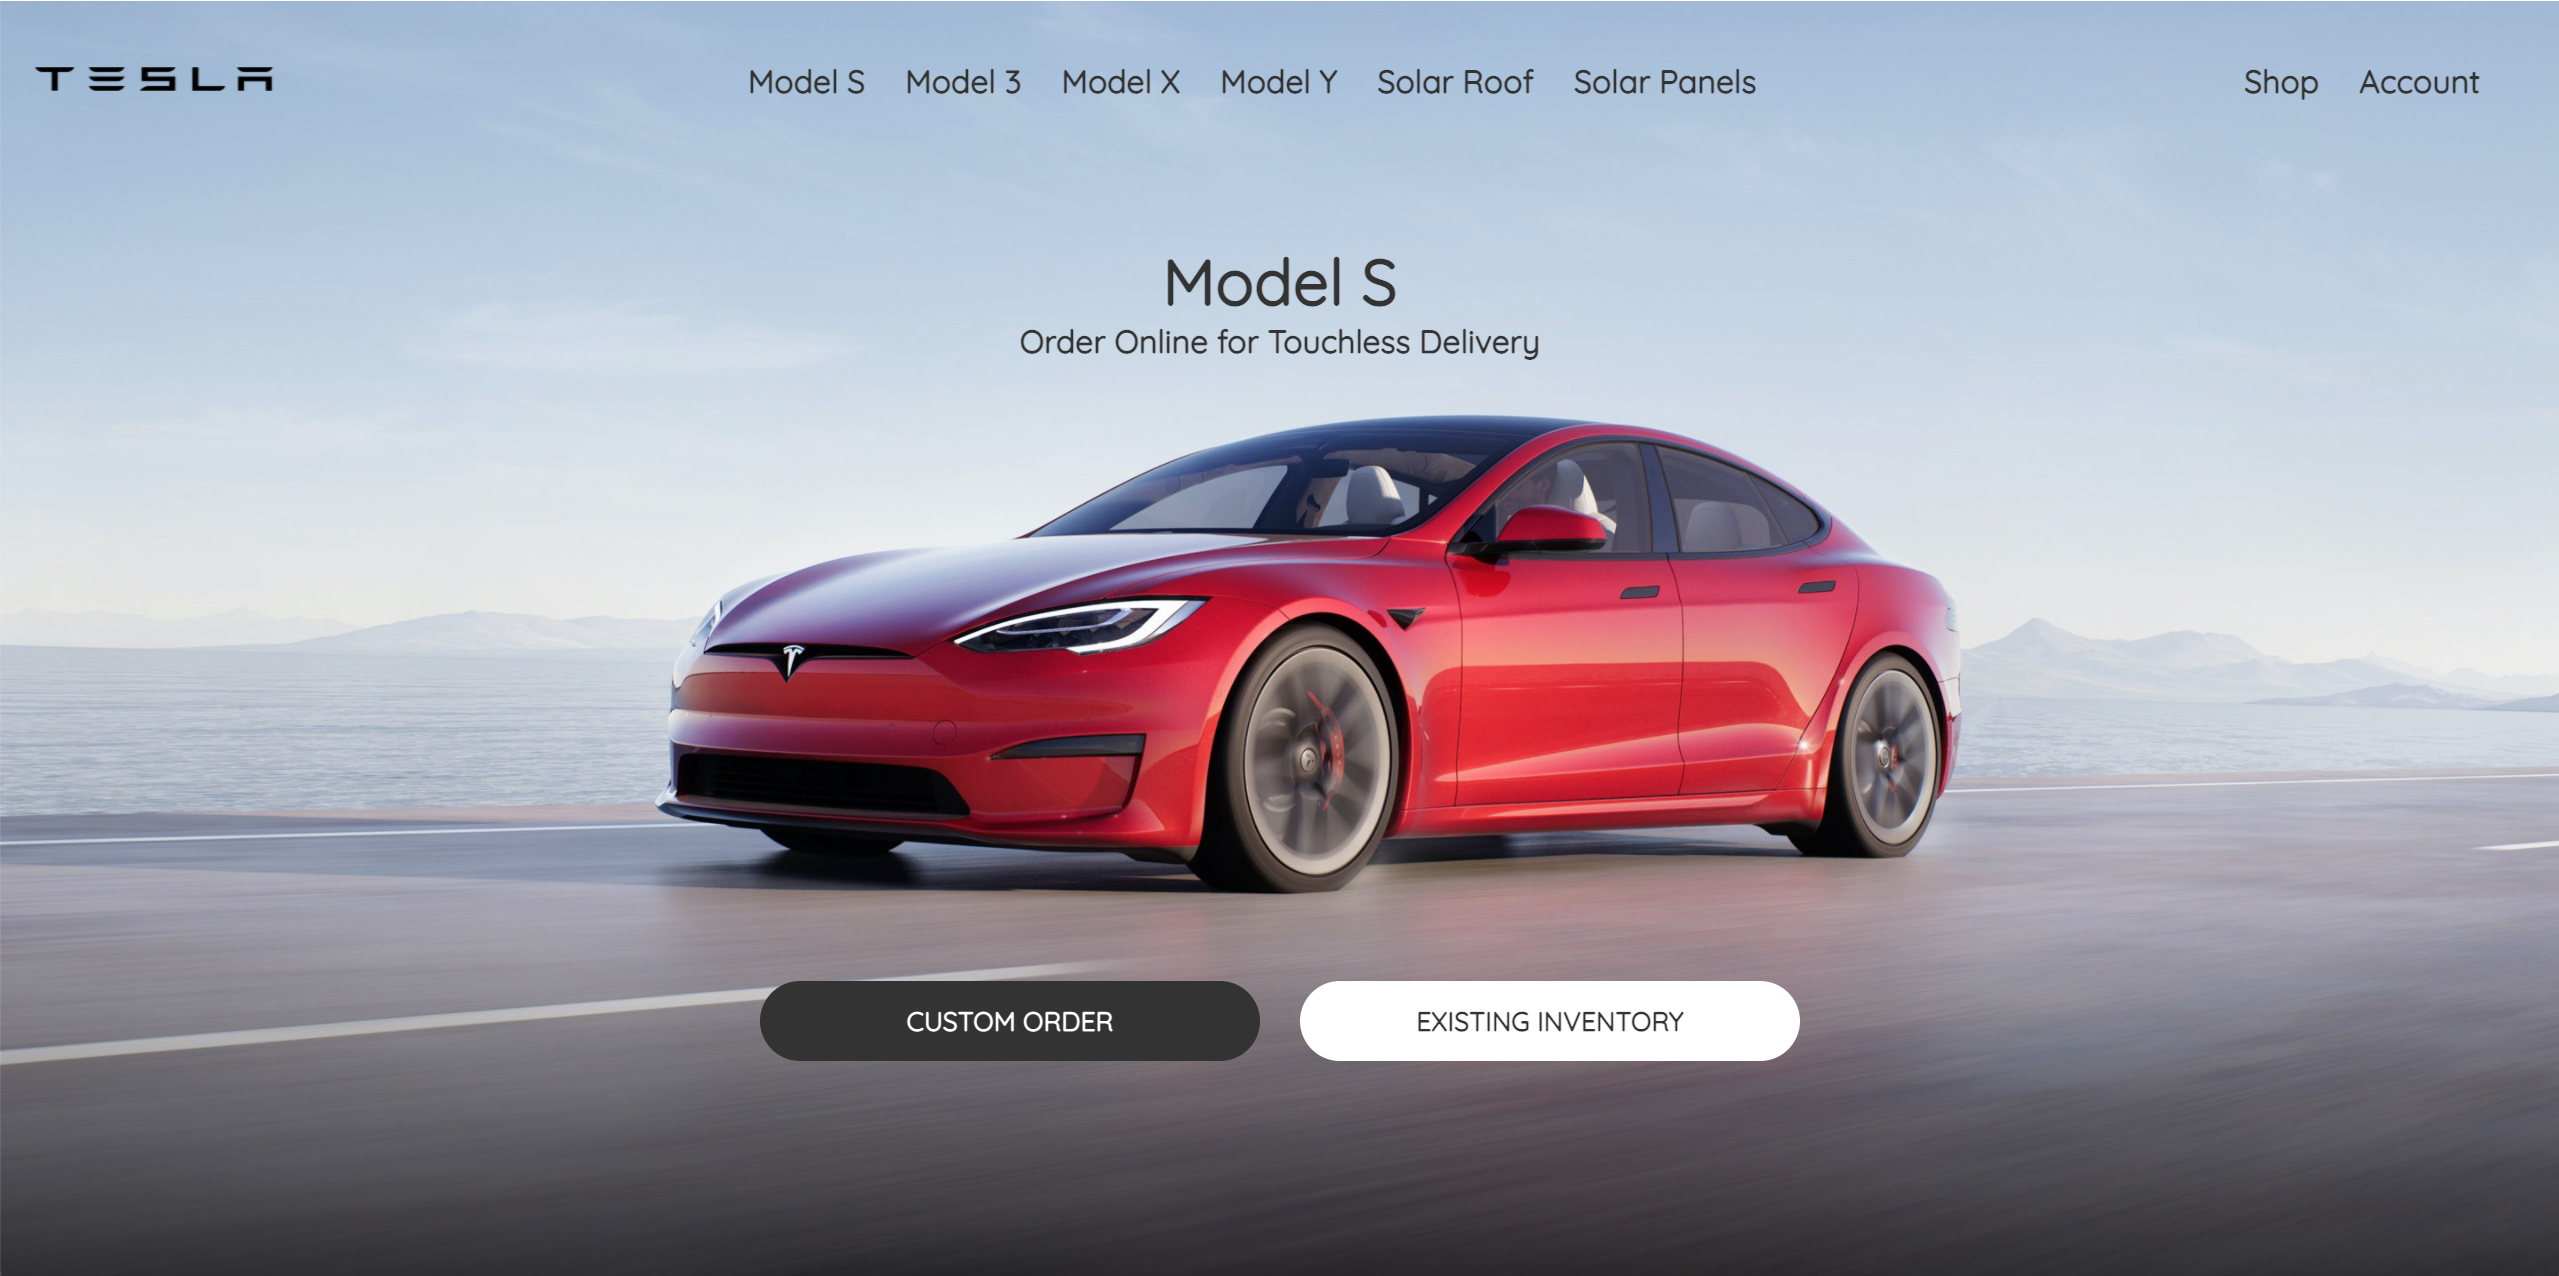 TESLA
Model S Model 3 Model X Model Y Solar Roof Solar Panels
Shop Account
Model S
Order Online for Touchless Delivery
CUSTOM ORDER
EXISTING INVENTORY